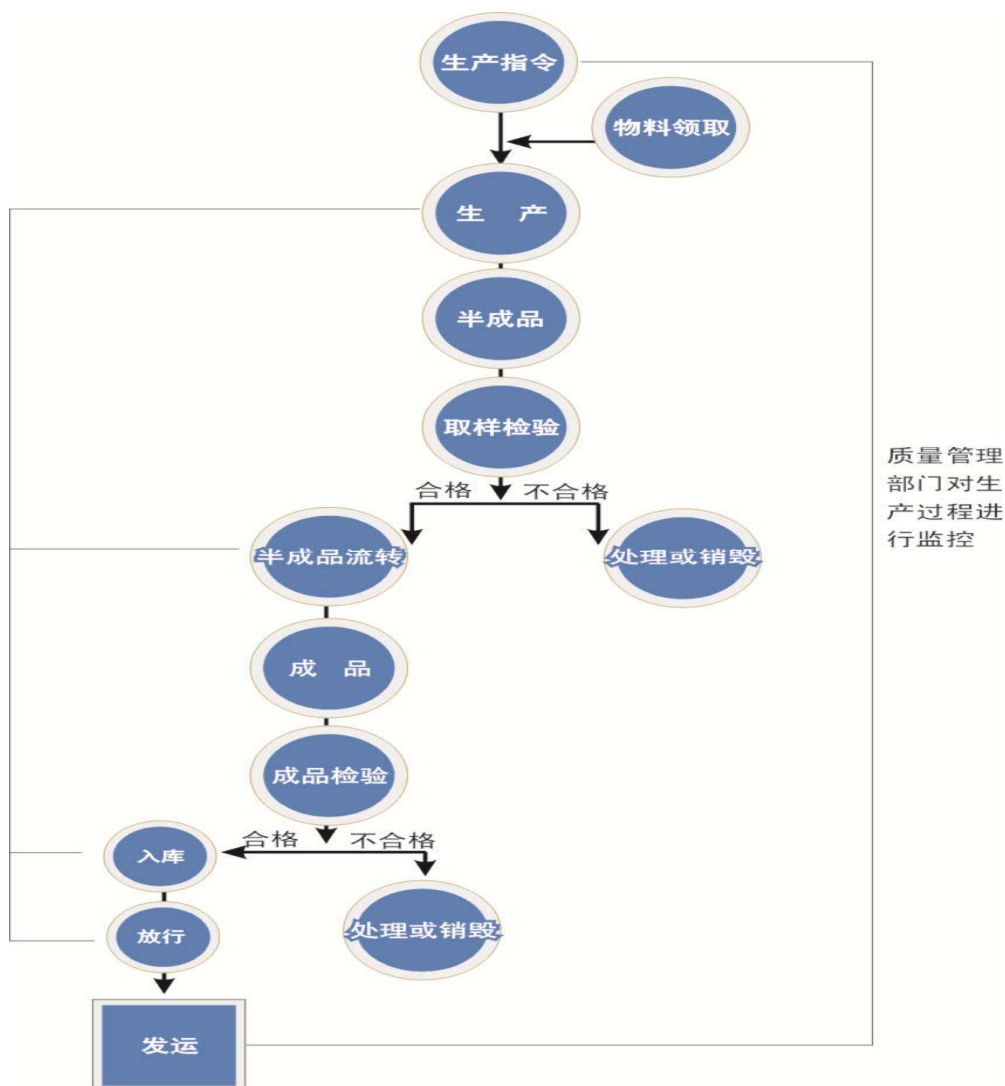 生产指令
物料领取
生 产
半成品
取样检验
合格
不合格
半成品流转
处理或销毁
质量管理
部门对生
产过程进
行监控
成 品
成品检验
合格
不合格
入库
处理或销毁
放行
发运